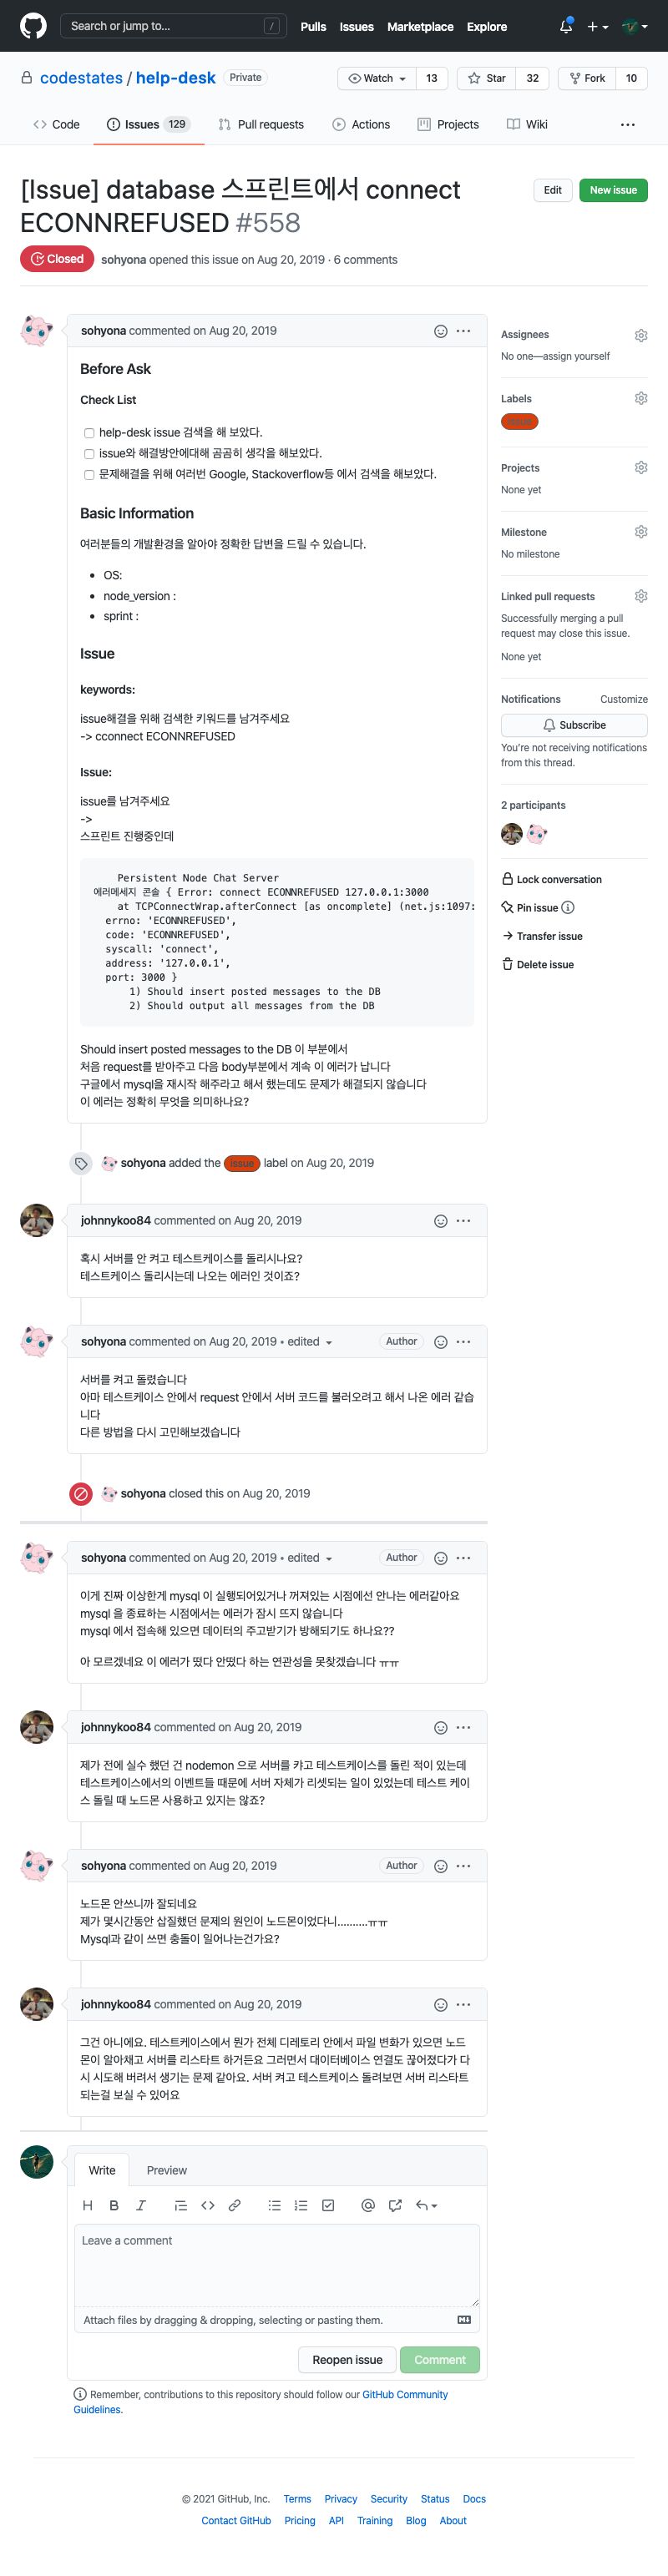 Search or jump to...
/
Pulls Issues Marketplace Explore
codestates / help-desk Private
Watch 13
Star 32
Fork 10
Code
Issues 129
Pull requests
Actions
Projects
Wiki
[Issue] database 스프린트에서 connect
ECONNREFUSED #558
Edit
New issue
Closed
sohyona opened this issue on Aug 20, 2019 · 6 comments
sohyona commented on Aug 20, 2019
Before Ask
Check List
help-desk issue 검색을 해 보았다.
issue와 해결방안에대해 곰곰히 생각을 해보았다.
문제해결을 위해 여러번 Google, Stackoverflow등 에서 검색을 해보았다.
Basic Information
여러분들의 개발환경을 알아야 정확한 답변을 드릴 수 있습니다.
• OS:
• node_version :
• sprint :
Issue
keywords:
issue해결을 위해 검색한 키워드를 남겨주세요
-> cconnect ECONNREFUSED
Issue:
issue를 남겨주세요
->
스프린트 진행중인데
Persistent Node Chat Server
에러메세지 콘솔 { Error: connect ECONNREFUSED 127.0.0.1:3000
at TCPConnectWrap.afterConnect [as oncomplete] (net.js:1097:
errno: 'ECONNREFUSED',
code: 'ECONNREFUSED',
syscall: 'connect',
address: '127.0.0.1',
port: 3000 }
1) Should insert posted messages to the DB
2) Should output all messages from the DB
Should insert posted messages to the DB 이 부분에서
처음 request를 받아주고 다음 body부분에서 계속 이 에러가 납니다
구글에서 mysql을 재시작 해주라고 해서 했는데도 문제가 해결되지 않습니다
이 에러는 정확히 무엇을 의미하나요?
Assignees
No one—assign yourself
Labels
issue
Projects
None yet
Milestone
No milestone
Linked pull requests
Successfully merging a pull
request may close this issue.
None yet
Notifications Customize
Subscribe
You're not receiving notifications
from this thread.
2 participants
Lock conversation
Pin issue
Transfer issue
Delete issue
sohyona added the issue label on Aug 20, 2019
johnnykoo84 commented on Aug 20, 2019
혹시 서버를 안 켜고 테스트케이스를 돌리시나요?
테스트케이스 돌리시는데 나오는 에러인 것이죠?
sohyona commented on Aug 20, 2019 • edited
Author
서버를 켜고 돌렸습니다
아마 테스트케이스 안에서 request 안에서 서버 코드를 불러오려고 해서 나온 에러 같습
니다
다른 방법을 다시 고민해보겠습니다
sohyona closed this on Aug 20, 2019
sohyona commented on Aug 20, 2019 • edited
Author
이게 진짜 이상한게 mysql 이 실행되어있거나 꺼져있는 시점에선 안나는 에러같아요
mysql 을 종료하는 시점에서는 에러가 잠시 뜨지 않습니다
mysql 에서 접속해 있으면 데이터의 주고받기가 방해되기도 하나요??
아 모르겠네요 이 에러가 떴다 안떴다 하는 연관성을 못찾겠습니다 ㅠㅠ
johnnykoo84 commented on Aug 20, 2019
제가 전에 실수 했던 건 nodemon 으로 서버를 캬고 테스트케이스를 돌린 적이 있는데
테스트케이스에서의 이벤트들 때문에 서버 자체가 리셋되는 일이 있었는데 테스트 케이
스 돌릴 때 노드몬 사용하고 있지는 않죠?
sohyona commented on Aug 20, 2019
Author
노드몬 안쓰니까 잘되네요
제가 몇시간동안 삽질했던 문제의 원인이 노드몬이었다니..........ㅠㅠ
Mysql과 같이 쓰면 충돌이 일어나는건가요?
johnnykoo84 commented on Aug 20, 2019
그건 아니에요. 테스트케이스에서 뭔가 전체 디레토리 안에서 파일 변화가 있으면 노드
몬이 알아채고 서버를 리스타트 하거든요 그러면서 대이터베이스 연결도 끊어졌다가 다
시 시도해 버려서 생기는 문제 같아요. 서버 켜고 테스트케이스 돌려보면 서버 리스타트
되는걸 보실 수 있어요
Write
Preview
Leave a comment
Attach files by dragging & dropping, selecting or pasting them.
Reopen issue
Comment
Remember, contributions to this repository should follow our GitHub Community
Guidelines.
© 2021 GitHub, Inc. Terms Privacy Security Status Docs
Contact GitHub Pricing API Training Blog About